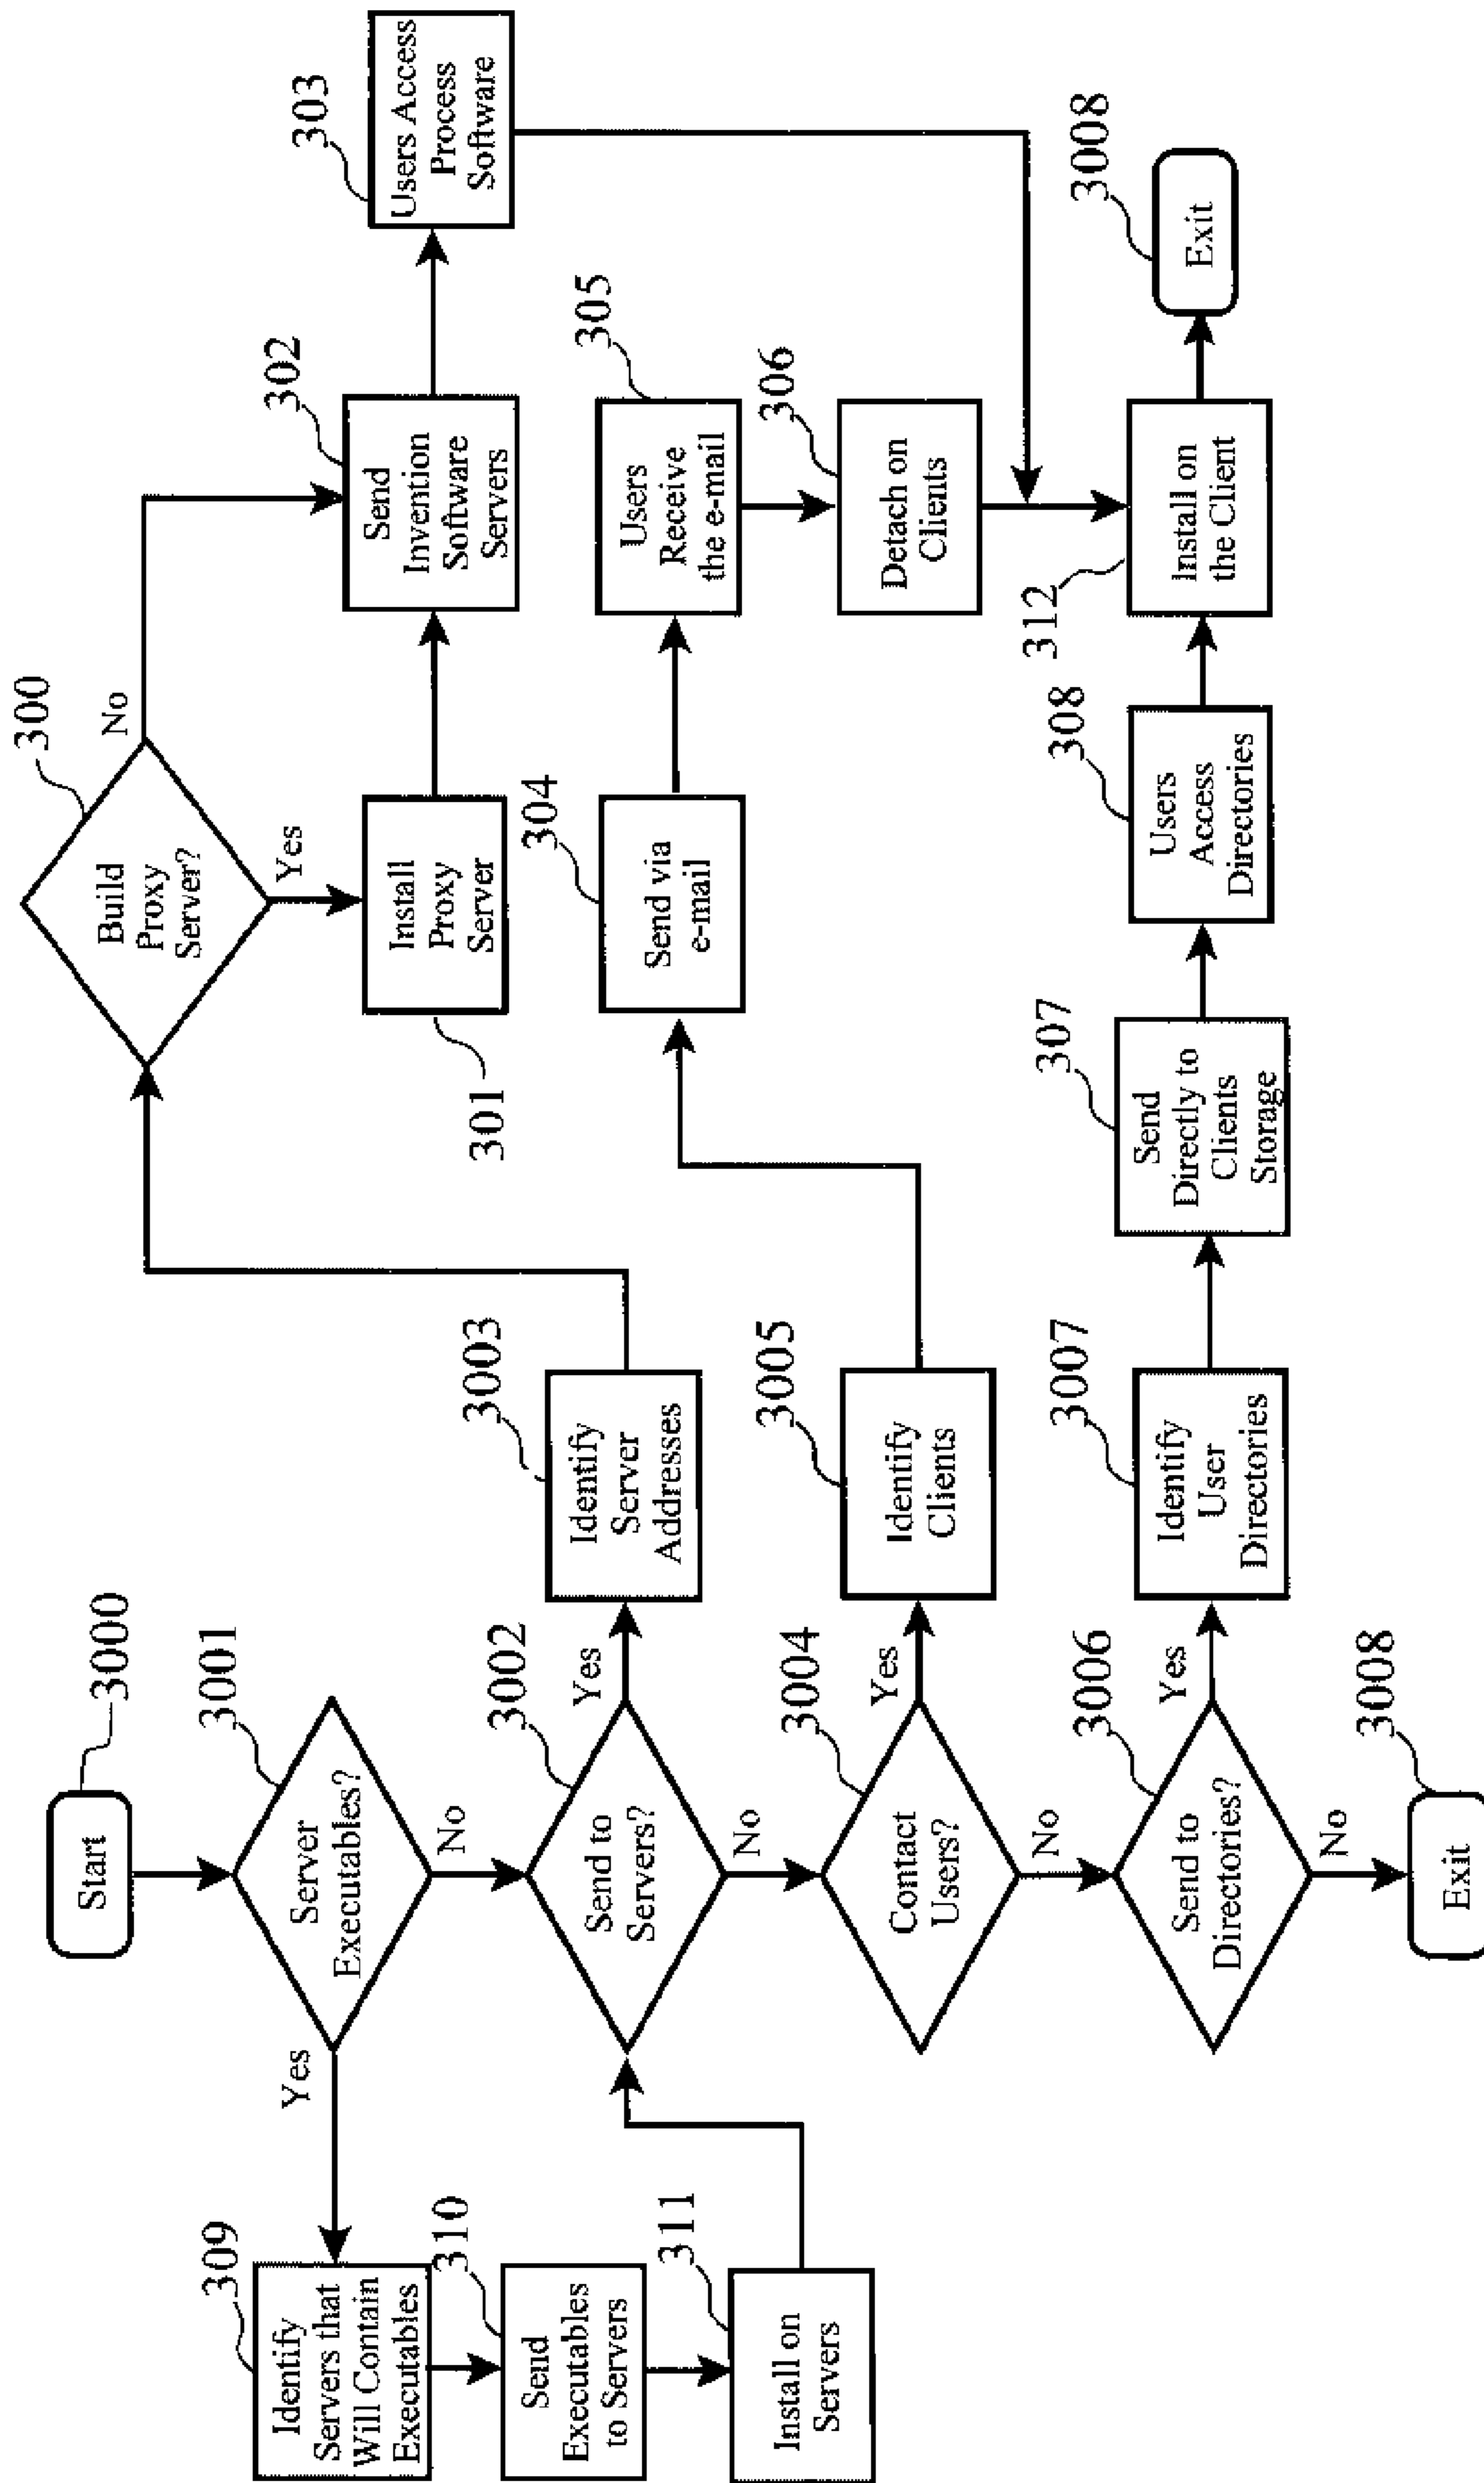 3000
Start
3001
Server
Executables?
Yes
No
309
Identify
Servers that
Will Contain
Executables
310
Send
Executables
to Servers
311
Install on
Servers
3002
Send to
Servers?
Yes
No
3003
Identify
Server
Addresses
300
Build
Proxy
Server?
No
Yes
301
Install
Proxy
Server
302
Send
Invention
Software
Servers
303
Users Access
Process
Software
3004
Contact
Users?
Yes
No
3005
Identify
Clients
304
Send via
e-mail
305
Users
Receive
the e-mail
306
Detach on
Clients
3006
Send to
Directories?
Yes
No
3007
Identify
User
Directories
307
Send
Directly to
Clients
Storage
308
Users
Access
Directories
312
Install on
the Client
3008
Exit
3008
Exit